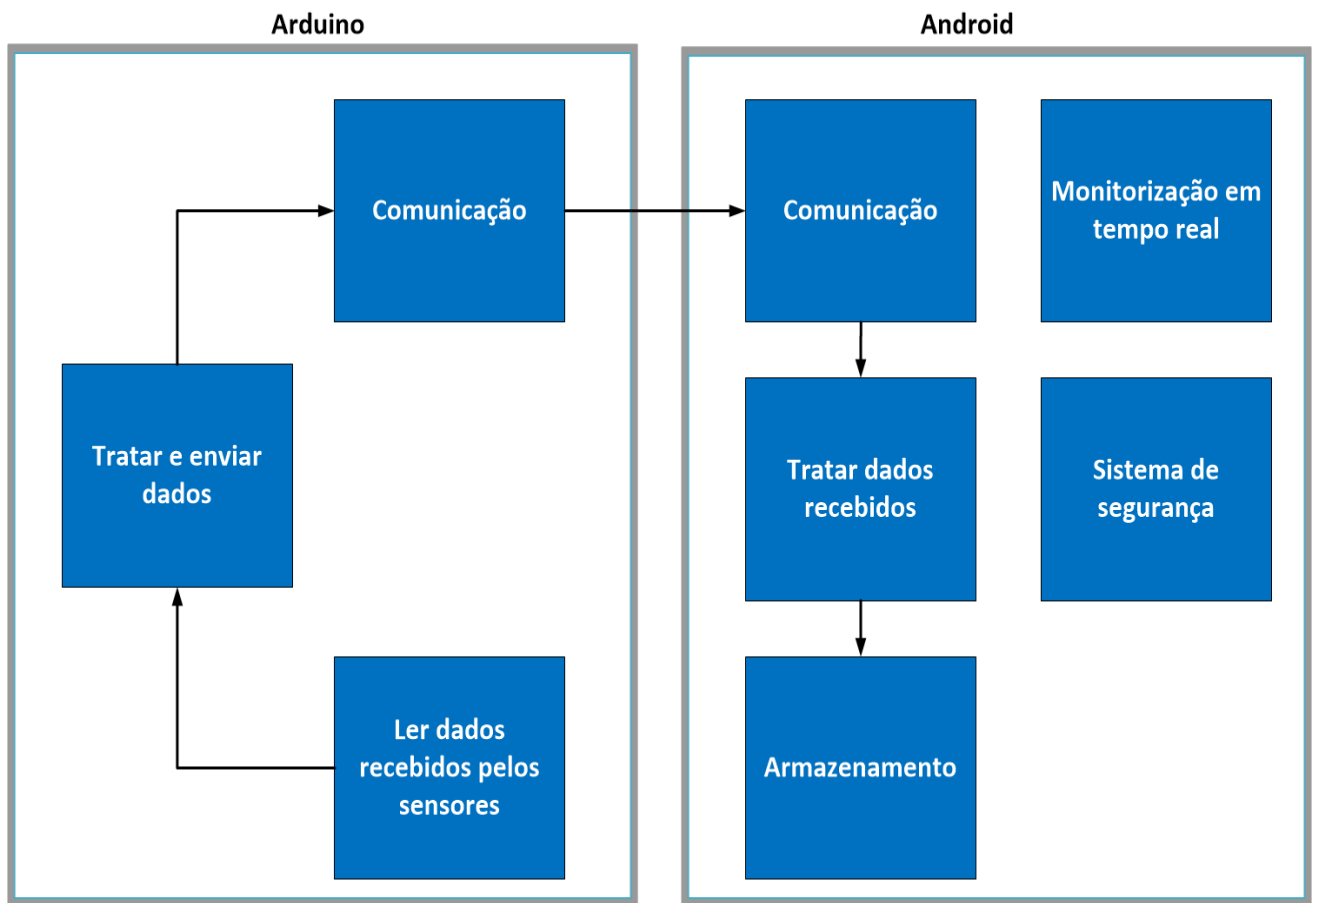 Arduino
Comunicação
Tratar e enviar
dados
Ler dados
recebidos pelos
sensores
Android
Comunicação
Monitorização em
tempo real
Tratar dados
recebidos
Sistema de
segurança
Armazenamento